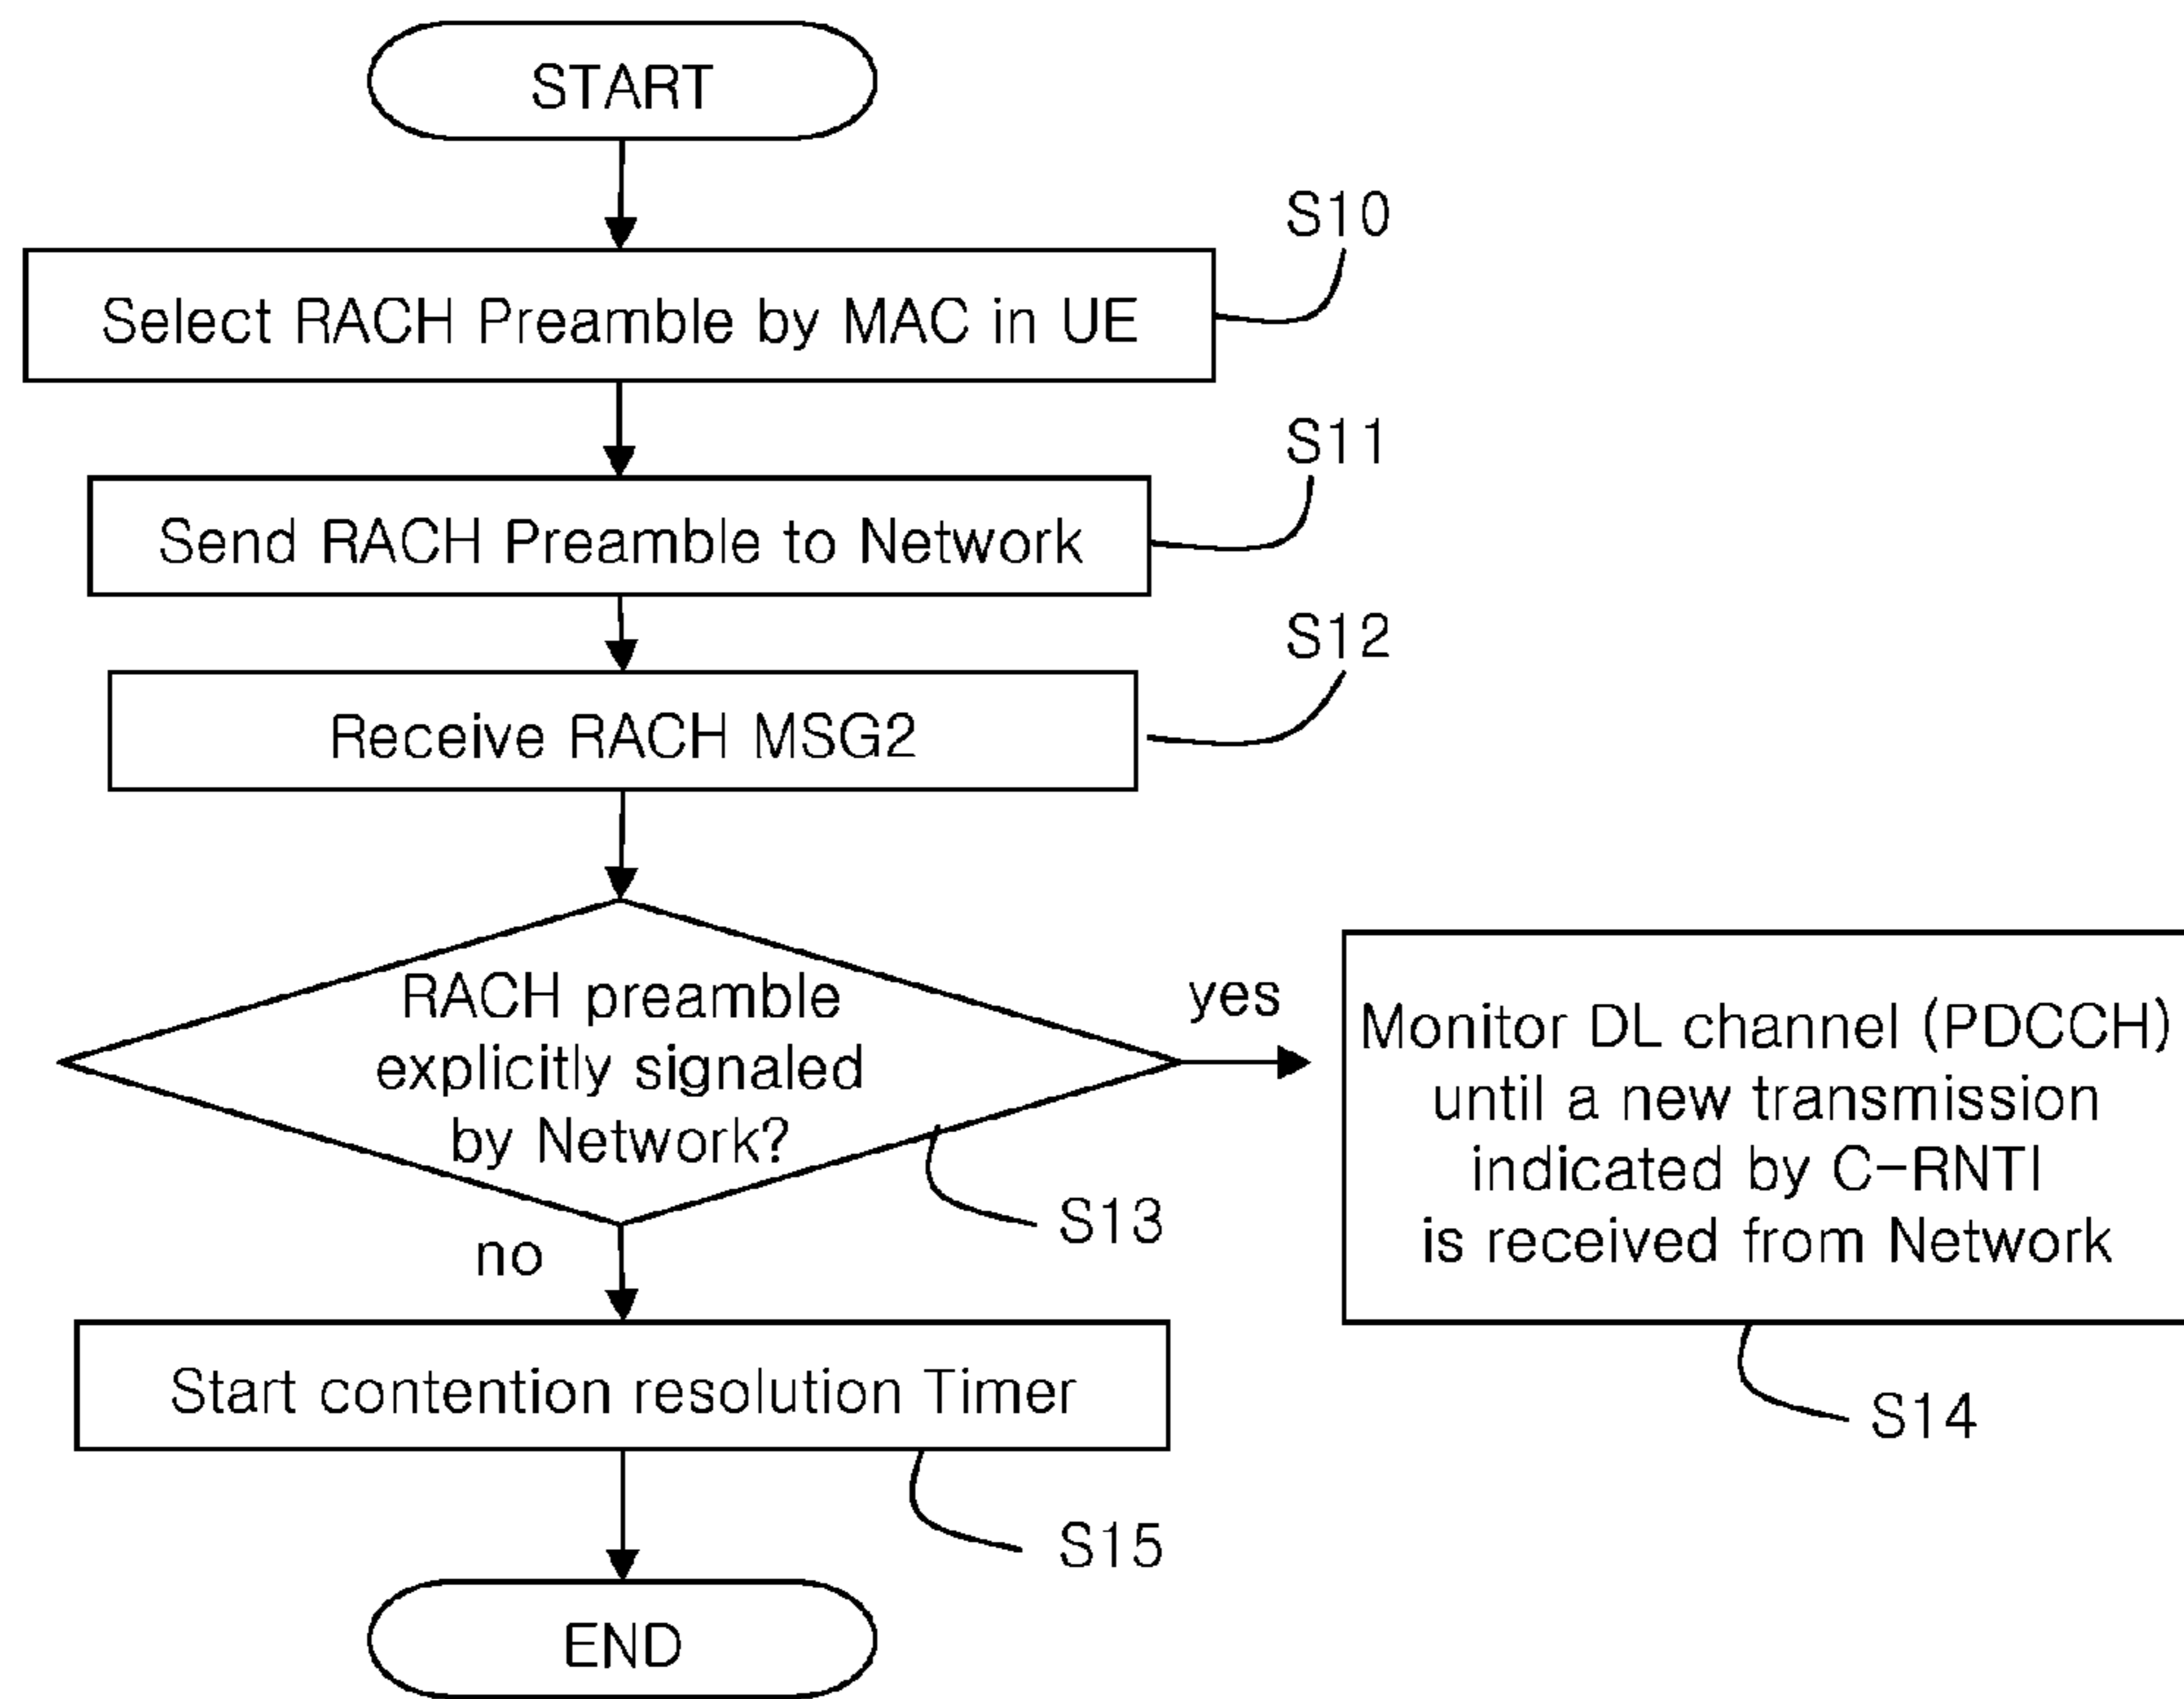 START
S10
Select RACH Preamble by MAC in UE
S11
Send RACH Preamble to Network
S12
Receive RACH MSG2
RACH preamble
explicitly signaled
by Network?
yes
no
S13
Monitor DL channel (PDCCH)
until a new transmission
indicated by C-RNTI
is received from Network
S14
Start contention resolution Timer
S15
END